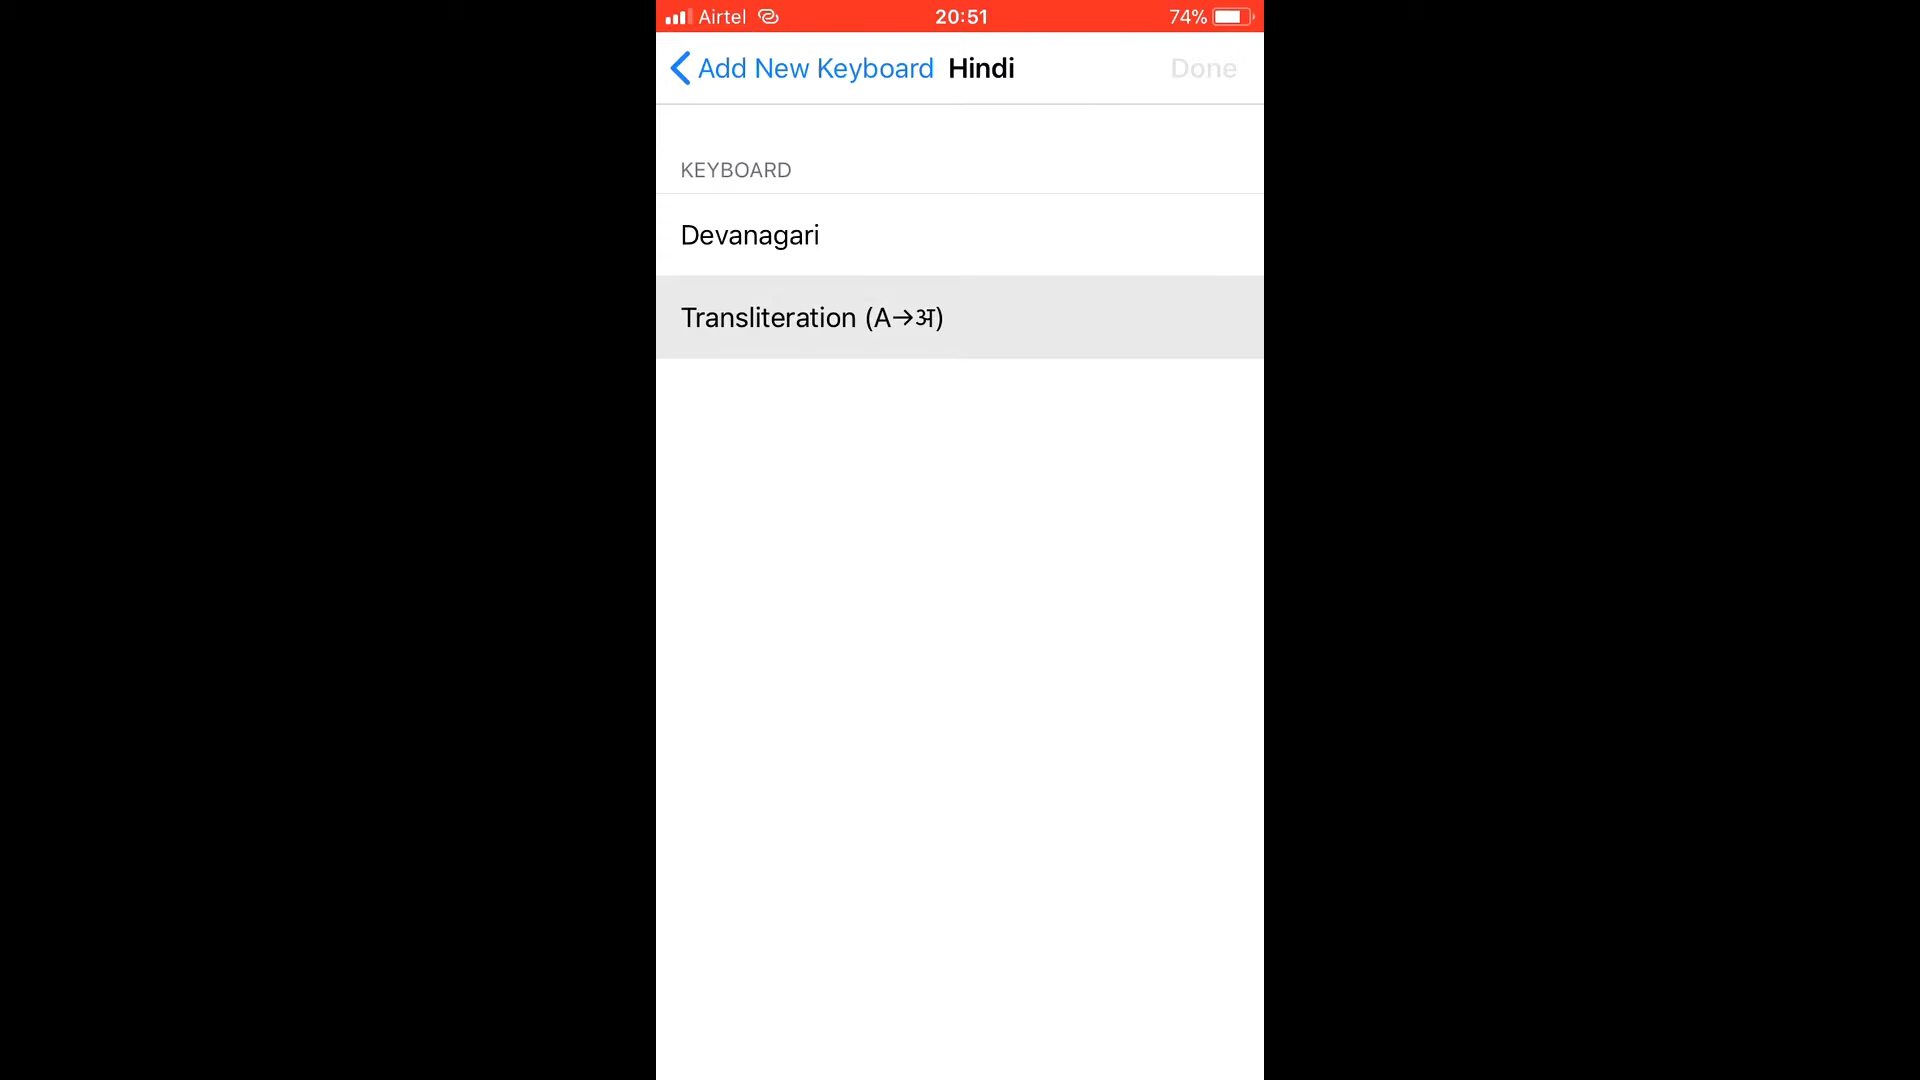 Airtel 20:51 74%
Add New Keyboard Hindi Done
KEYBOARD
Devanagari
Transliteration (A→अ)